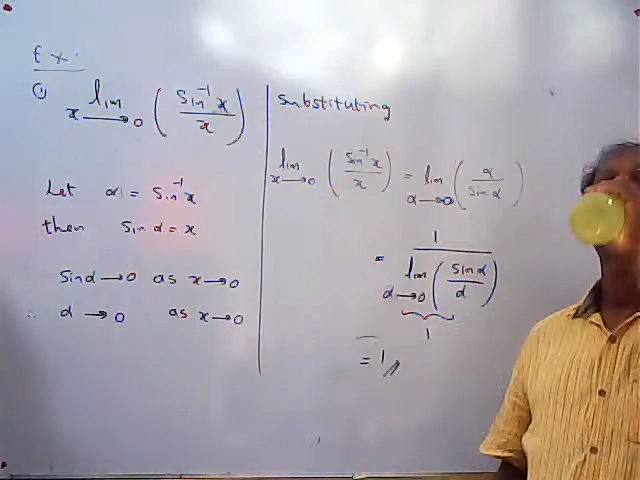 Ex.
① lim x→0 (sin⁻¹x / x)
Let α = sin⁻¹x
then sin α = x
sin α → 0 as x → 0
∴ α → 0 as x → 0
Substituting
lim x→0 (sin⁻¹x / x) = lim α→0 (α / sin α)
= 1 / lim α→0 (sin α / α)
1
= 1 //